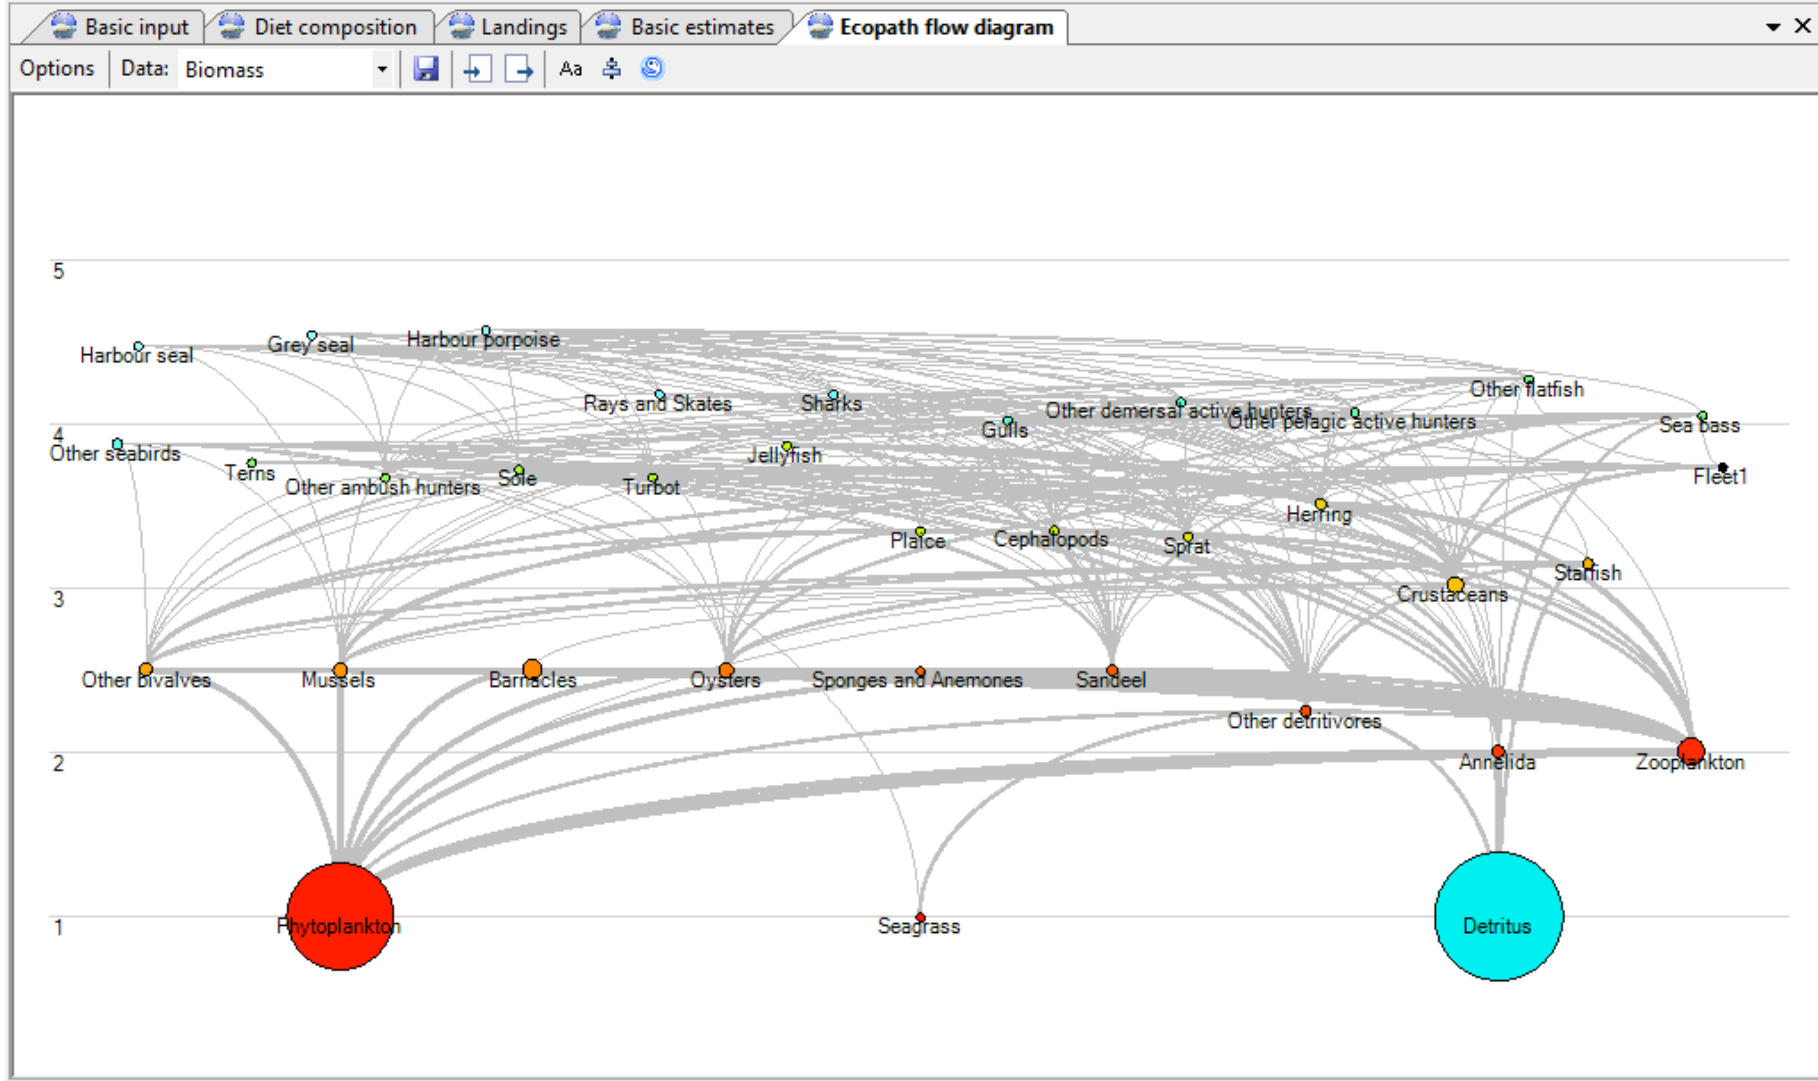 Basic input
Diet composition
Landings
Basic estimates
Ecopath flow diagram
Options
Data:
Biomass
Aa
5
Harbour seal
Grey seal
Harbour porpoise
Rays and Skates
Sharks
Other flatfish
Other demersal active hunters
Other pelagic active hunters
Gulls
Sea bass
4
Other seabirds
Terns
Other ambush hunters
Sole
Turbot
Jellyfish
Fleet1
Herring
Plaice
Cephalopods
Sprat
Starfish
3
Crustaceans
Other bivalves
Mussels
Barnacles
Oysters
Sponges and Anemones
Sandeel
Other detritivores
2
Annelida
Zooplankton
1
Phytoplankton
Seagrass
Detritus